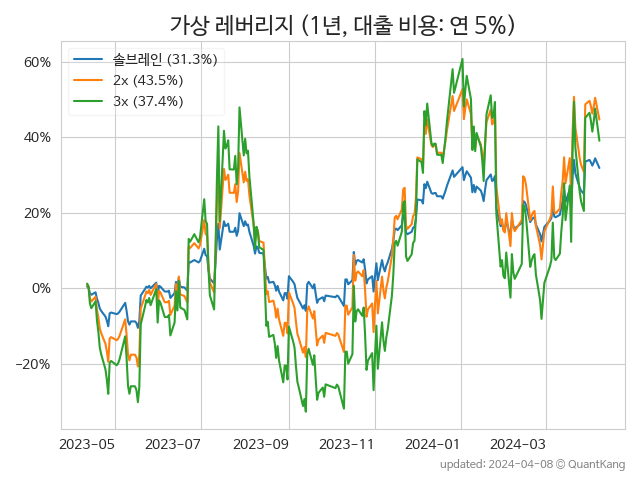 가상 레버리지 (1년, 대출 비용: 연 5%)
솔브레인 (31.3%)
2x (43.5%)
3x (37.4%)
60%
40%
20%
0%
−20%
2023-05 2023-07 2023-09 2023-11 2024-01 2024-03
updated: 2024-04-08 @ QuantKang